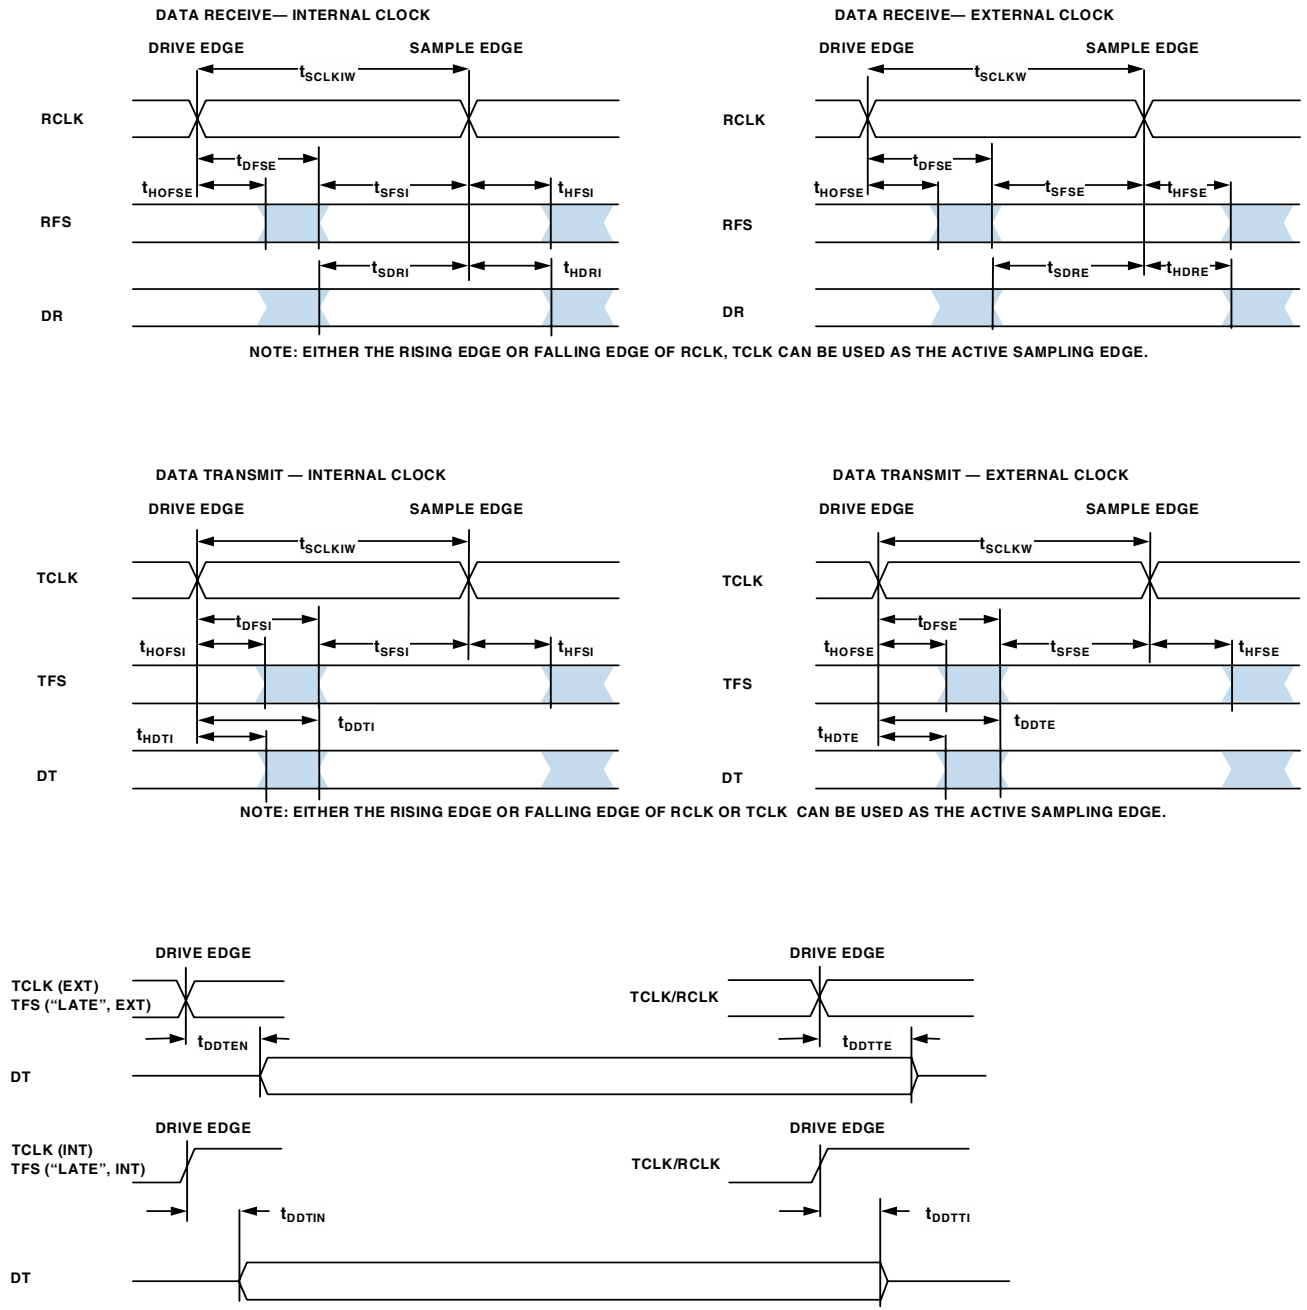 DATA RECEIVE— INTERNAL CLOCK
DRIVE EDGE
SAMPLE EDGE
tSCLKIW
RCLK
tDFSE
tHOFSE
tSFSI
tHFSI
RFS
tSDRI
tHDRI
DR
DATA RECEIVE— EXTERNAL CLOCK
DRIVE EDGE
SAMPLE EDGE
tSCLKW
RCLK
tDFSE
tHOFSE
tSFSE
tHFSE
RFS
tSDRE
tHDRE
DR
NOTE: EITHER THE RISING EDGE OR FALLING EDGE OF RCLK, TCLK CAN BE USED AS THE ACTIVE SAMPLING EDGE.
DATA TRANSMIT — INTERNAL CLOCK
DRIVE EDGE
SAMPLE EDGE
tSCLKIW
TCLK
tDFSI
tHOFSI
tSFSI
tHFSI
TFS
tDDTI
tHDTI
DT
DATA TRANSMIT — EXTERNAL CLOCK
DRIVE EDGE
SAMPLE EDGE
tSCLKW
TCLK
tDFSE
tHOFSE
tSFSE
tHFSE
TFS
tDDTE
tHDTE
DT
NOTE: EITHER THE RISING EDGE OR FALLING EDGE OF RCLK OR TCLK CAN BE USED AS THE ACTIVE SAMPLING EDGE.
DRIVE EDGE
DRIVE EDGE
TCLK (EXT)
TFS (“LATE”, EXT)
TCLK/RCLK
tDDTEN
tDDTTE
DT
DRIVE EDGE
DRIVE EDGE
TCLK (INT)
TFS (“LATE”, INT)
TCLK/RCLK
tDDTIN
tDDTTI
DT